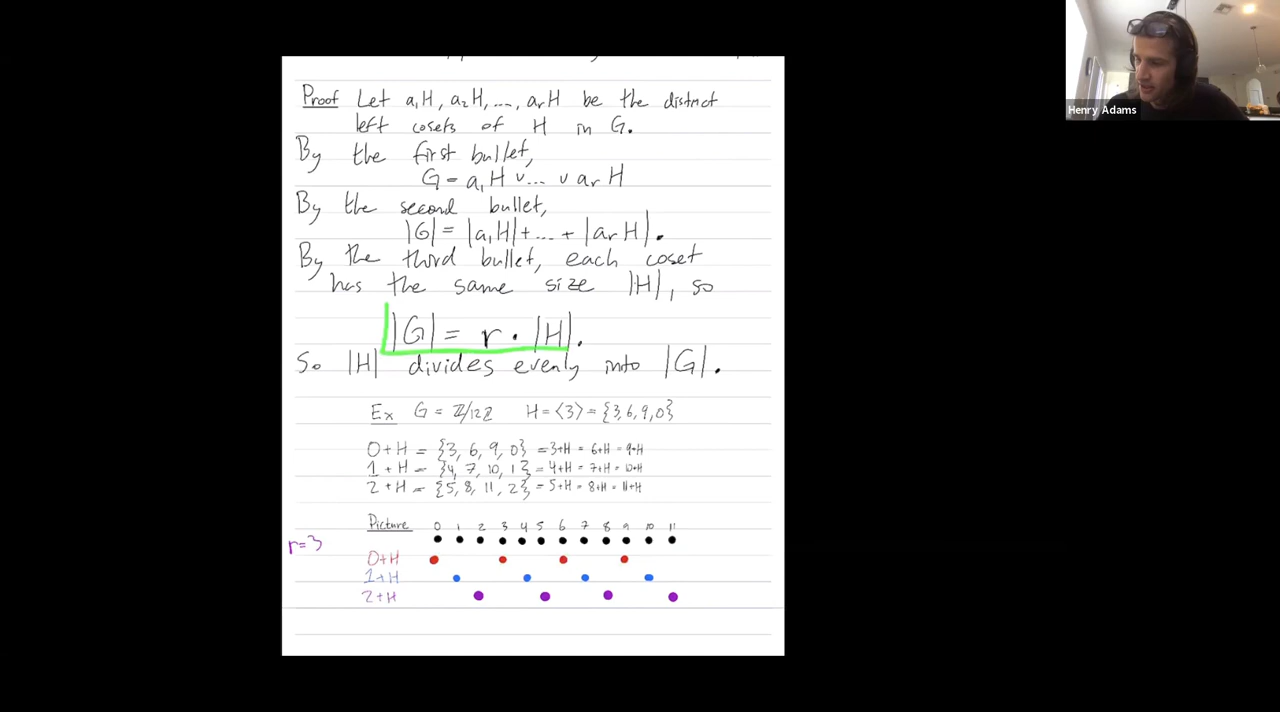 Proof Let a₁H, a₂H, ..., aᵣH be the distinct
left cosets of H in G.
By the first bullet,
G = a₁H ∪ ... ∪ aᵣH
By the second bullet,
|G| = |a₁H| + ... + |aᵣH|.
By the third bullet, each coset
has the same size |H|, so
|G| = r · |H|.
So |H| divides evenly into |G|.
Ex G = ℤ/12ℤ H = ⟨3⟩ = {3, 6, 9, 0}
0+H = {3, 6, 9, 0} = 3+H = 6+H = 9+H
1+H = {4, 7, 10, 1} = 4+H = 7+H = 10+H
2+H = {5, 8, 11, 2} = 5+H = 8+H = 11+H
Picture 0 1 2 3 4 5 6 7 8 9 10 11
r=3
0+H
1+H
2+H
Henry Adams